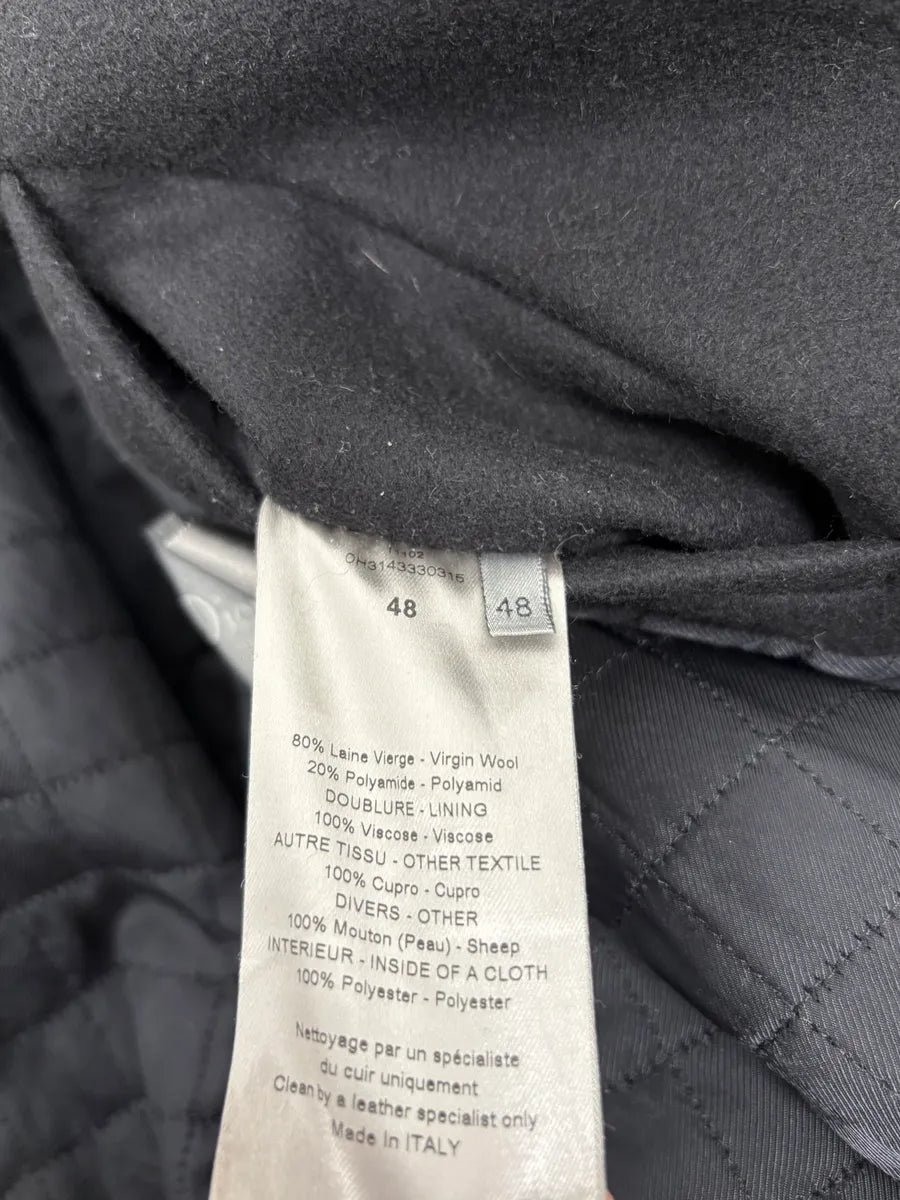 0H3143330315
48
48
80% Laine Vierge - Virgin Wool
20% Polyamide - Polyamid
DOUBLURE - LINING
100% Viscose - Viscose
AUTRE TISSU - OTHER TEXTILE
100% Cupro - Cupro
DIVERS - OTHER
100% Mouton (Peau) - Sheep
INTERIEUR - INSIDE OF A CLOTH
100% Polyester - Polyester
Nettoyage par un spécialiste
du cuir uniquement
Clean by a leather specialist only
Made In ITALY